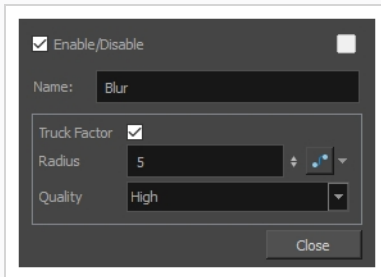 Enable/Disable
Name: Blur
Truck Factor
Radius 5
Quality High
Close